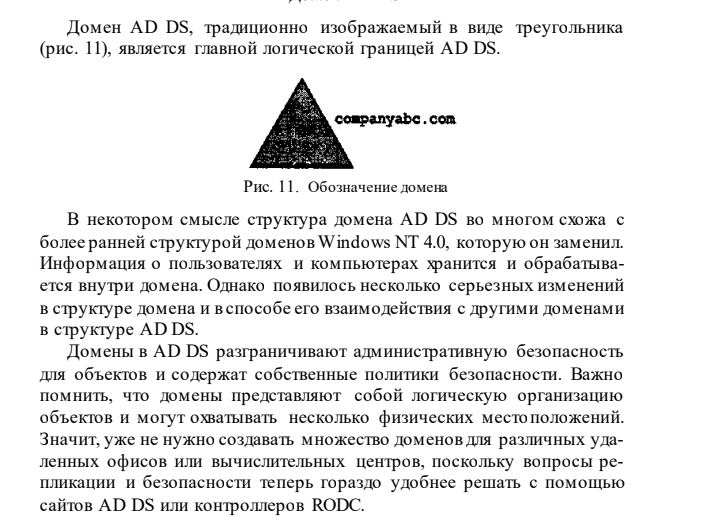 Домен AD DS, традиционно изображаемый в виде треугольника
(рис. 11), является главной логической границей AD DS.
companyabc.com
Рис. 11. Обозначение домена
В некотором смысле структура домена AD DS во многом схожа с
более ранней структурой доменов Windows NT 4.0, которую он заменил.
Информация о пользователях и компьютерах хранится и обрабатыва-
ется внутри домена. Однако появилось несколько серьезных изменений
в структуре домена и в способе его взаимодействия с другими доменами
в структуре AD DS.
Домены в AD DS разграничивают административную безопасность
для объектов и содержат собственные политики безопасности. Важно
помнить, что домены представляют собой логическую организацию
объектов и могут охватывать несколько физических местоположений.
Значит, уже не нужно создавать множество доменов для различных уда-
ленных офисов или вычислительных центров, поскольку вопросы ре-
пликации и безопасности теперь гораздо удобнее решать с помощью
сайтов AD DS или контроллеров RODC.